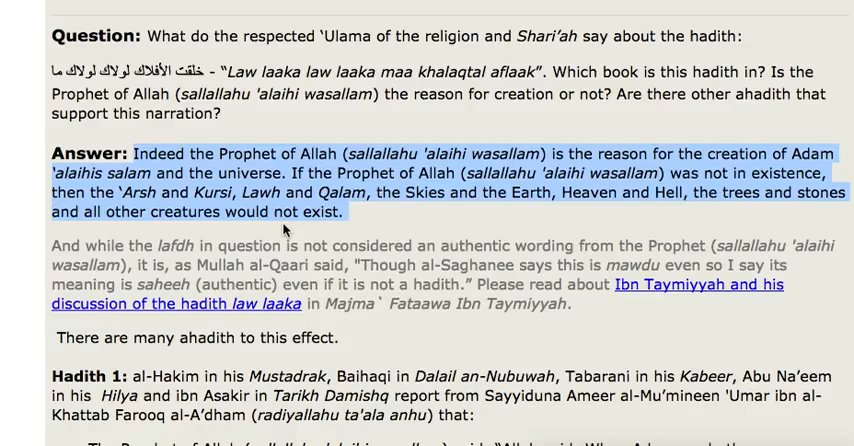 Question: What do the respected ‘Ulama of the religion and Shari’ah say about the hadith:
خلقت الأفلاك لولاك لولاك ما - “Law laaka law laaka maa khalaqtal aflaak”. Which book is this hadith in? Is the
Prophet of Allah (sallallahu 'alaihi wasallam) the reason for creation or not? Are there other ahadith that
support this narration?
Answer: Indeed the Prophet of Allah (sallallahu 'alaihi wasallam) is the reason for the creation of Adam
‘alaihis salam and the universe. If the Prophet of Allah (sallallahu 'alaihi wasallam) was not in existence,
then the ‘Arsh and Kursi, Lawh and Qalam, the Skies and the Earth, Heaven and Hell, the trees and stones
and all other creatures would not exist.
And while the lafdh in question is not considered an authentic wording from the Prophet (sallallahu 'alaihi
wasallam), it is, as Mullah al-Qaari said, "Though al-Saghanee says this is mawdu even so I say its
meaning is saheeh (authentic) even if it is not a hadith.” Please read about Ibn Taymiyyah and his
discussion of the hadith law laaka in Majma` Fataawa Ibn Taymiyyah.
There are many ahadith to this effect.
Hadith 1: al-Hakim in his Mustadrak, Baihaqi in Dalail an-Nubuwah, Tabarani in his Kabeer, Abu Na’eem
in his Hilya and ibn Asakir in Tarikh Damishq report from Sayyiduna Ameer al-Mu’mineen 'Umar ibn al-
Khattab Farooq al-A’dham (radiyallahu ta'ala anhu) that: